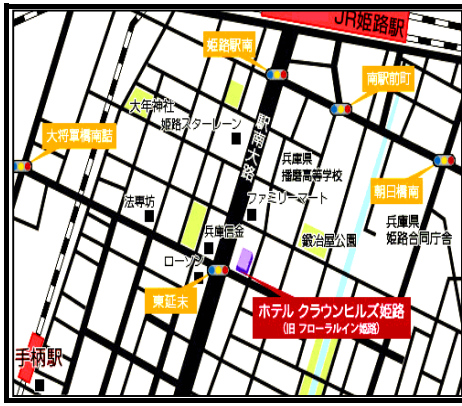 JR姫路駅
姫路駅南
南駅前町
大年神社
姫路スターレーン
駅南大路
大将軍橋南詰
兵庫県
播磨高等学校
朝日橋南
ファミリーマート
法専坊
兵庫県
姫路合同庁舎
兵庫信金
鍛冶屋公園
ローソン
東延末
ホテル クラウンヒルズ姫路
(旧 フローラルイン姫路)
手柄駅